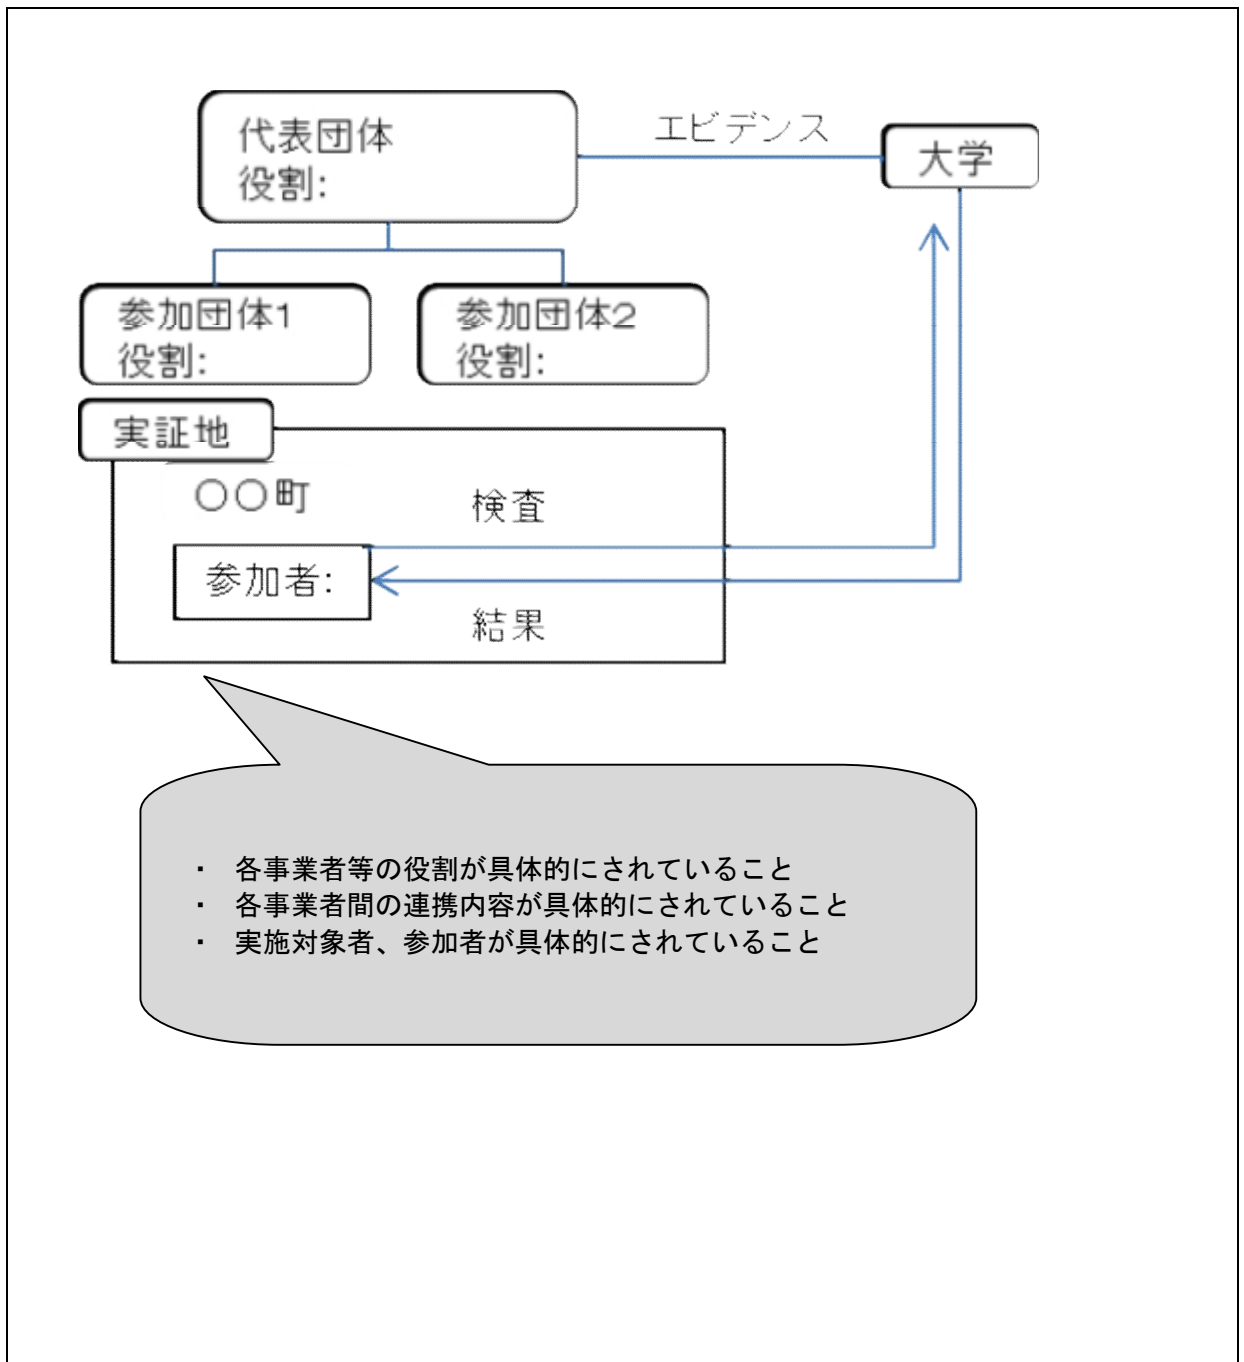 代表団体
役割:
エビデンス
大学
参加団体1
役割:
参加団体2
役割:
実証地
○○町
検査
参加者:
結果
・ 各事業者等の役割が具体的にされていること
・ 各事業者間の連携内容が具体的にされていること
・ 実施対象者、参加者が具体的にされていること